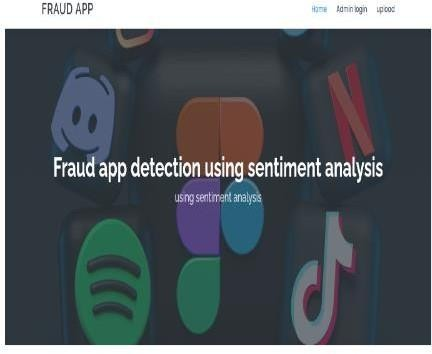 FRAUD APP
Home Admin login upload
Fraud app detection using sentiment analysis
using sentiment analysis